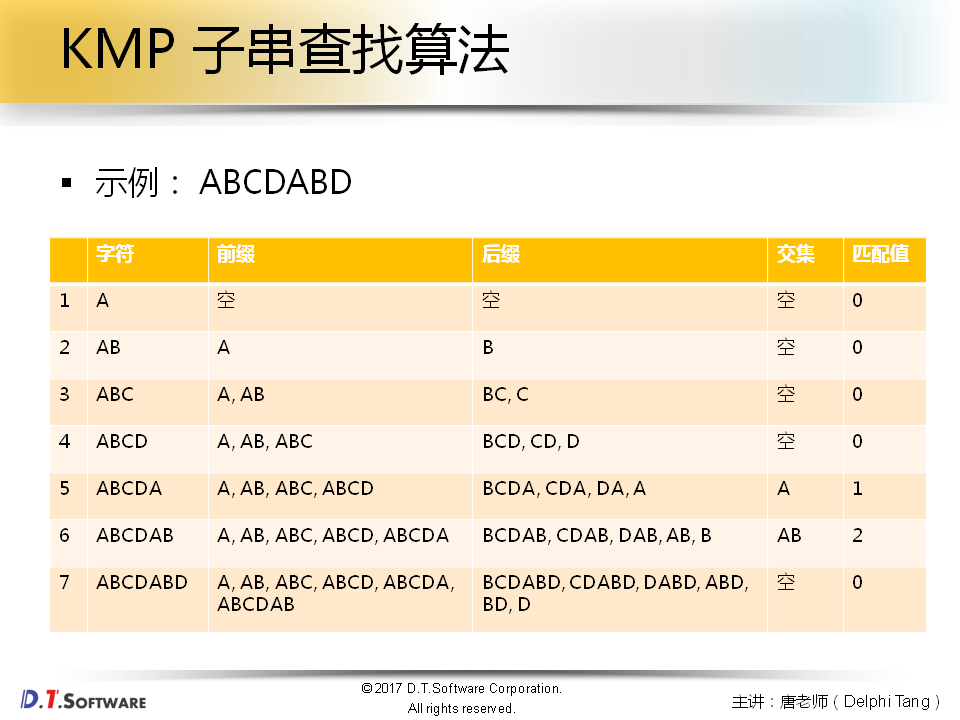 KMP 子串查找算法
▪ 示例： ABCDABD
字符 前缀 后缀 交集 匹配值
1 A 空 空 空 0
2 AB A B 空 0
3 ABC A, AB BC, C 空 0
4 ABCD A, AB, ABC BCD, CD, D 空 0
5 ABCDA A, AB, ABC, ABCD BCDA, CDA, DA, A A 1
6 ABCDAB A, AB, ABC, ABCD, ABCDA BCDAB, CDAB, DAB, AB, B AB 2
7 ABCDABD A, AB, ABC, ABCD, ABCDA, BCDABD, CDABD, DABD, ABD, 空 0
ABCDAB BD, D
D.T.SOFTWARE
©2017 D.T.Software Corporation.
All rights reserved.
主讲：唐老师（Delphi Tang）